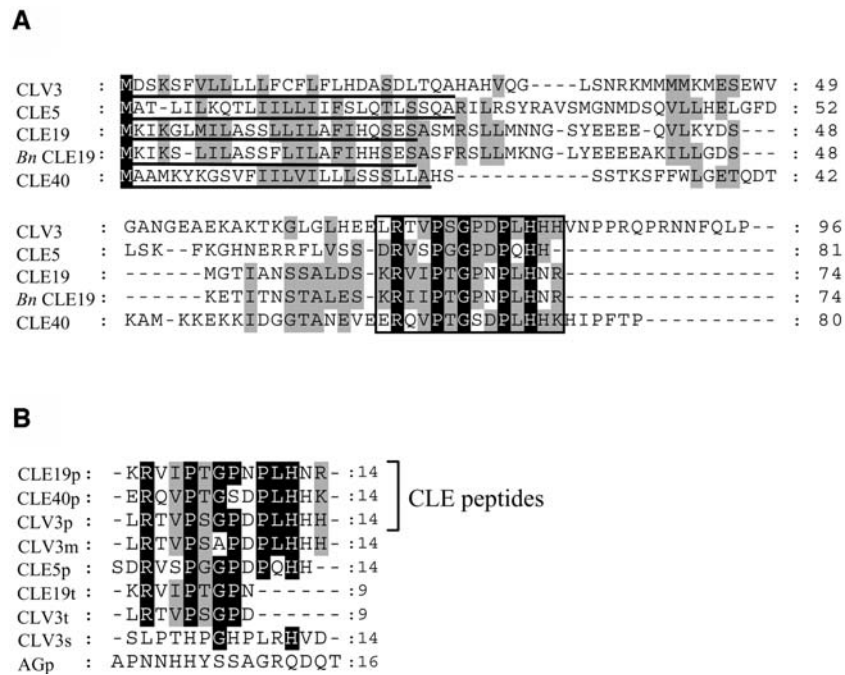 A
CLV3 : MDSKSFVLLLLLFCFLFLHDASDLTQAHAHVQG----LSNRKMMMMKMESEWV : 49
CLE5 : MAT-LILKQTLIILLIIFSLQTLSSQARILRSYRAVSMGNMDSQVLLHELGFD : 52
CLE19 : MKIKGLMILASSLLILAFIHQSESASMRSLLMNNG-SYEEEE-QVLKYDS--- : 48
Bn CLE19 : MKIKS-LILASSFLILAFIHHSESASFRSLLMKNG-LYEEEEAKILLGDS--- : 48
CLE40 : MAAMKYKGSVFIILVILLLSSSLLAHS-----------SSTKSFFWLGETQDT : 42
CLV3 : GANGEAEKAKTKGLGLHEELRTVPSGPDPLHHHVNPPRQPRNNFQLP-- : 96
CLE5 : LSK--FKGHNERRFLVSS-DRVSPGGPDPQHH----------------- : 81
CLE19 : ------MGTIANSSALDS-KRVIPTGPNPLHNR---------------- : 74
Bn CLE19 : ------KETITNSTALES-KRIIPTGPNPLHNR---------------- : 74
CLE40 : KAM-KKEKKIDGGTANEVEERQVPTGSDPLHHKHIPFTP---------- : 80
B
CLE19p : -KRVIPTGPNPLHNR- :14
CLE40p : -ERQVPTGSDPLHHK- :14
CLE peptides
CLV3p : -LRTVPSGPDPLHHH- :14
CLV3m : -LRTVPSAPDPLHHH- :14
CLE5p : SDRVSPGGPDPQHH-- :14
CLE19t : -KRVIPTGPN------ :9
CLV3t : -LRTVPSGPD------ :9
CLV3s : -SLPTHPGHPLRHVD- :14
AGp : APNNHHYSSAGRQDQT :16